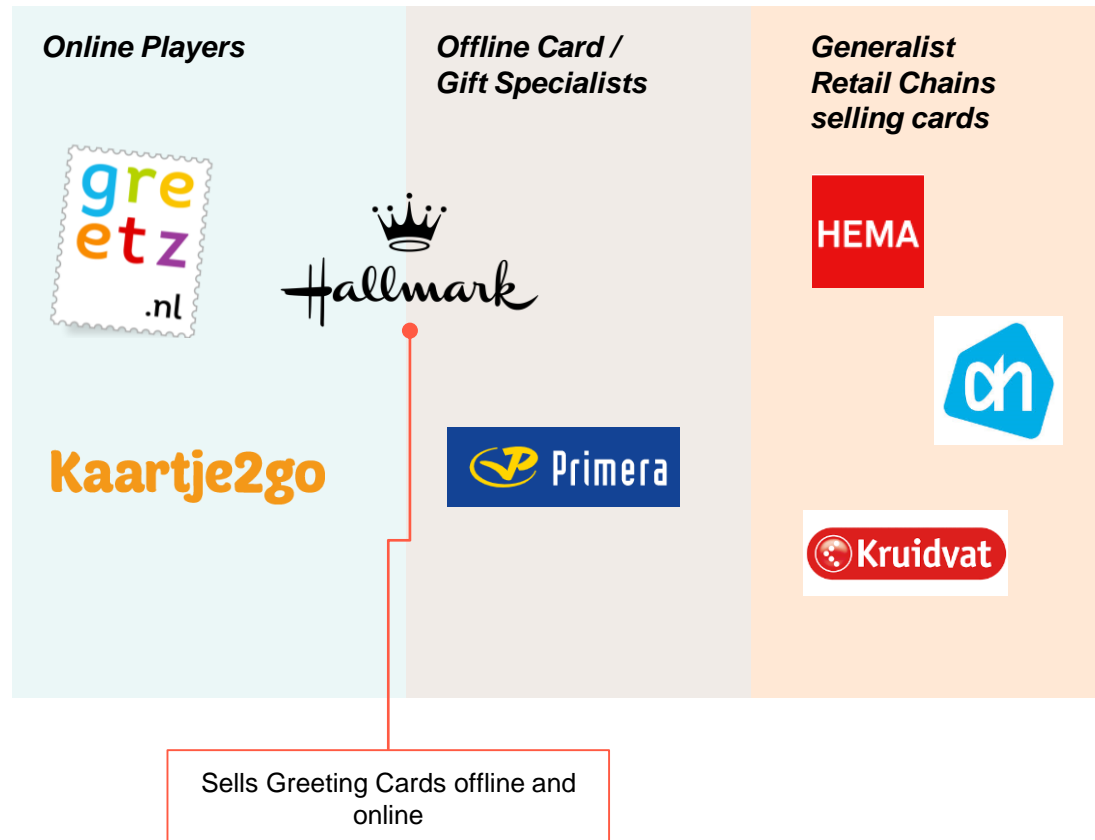 Online Players
Offline Card /
Gift Specialists
Generalist
Retail Chains
selling cards
gre
etz
.nl
Hallmark
HEMA
ah
Kaartje2go
Primera
Kruidvat
Sells Greeting Cards offline and
online